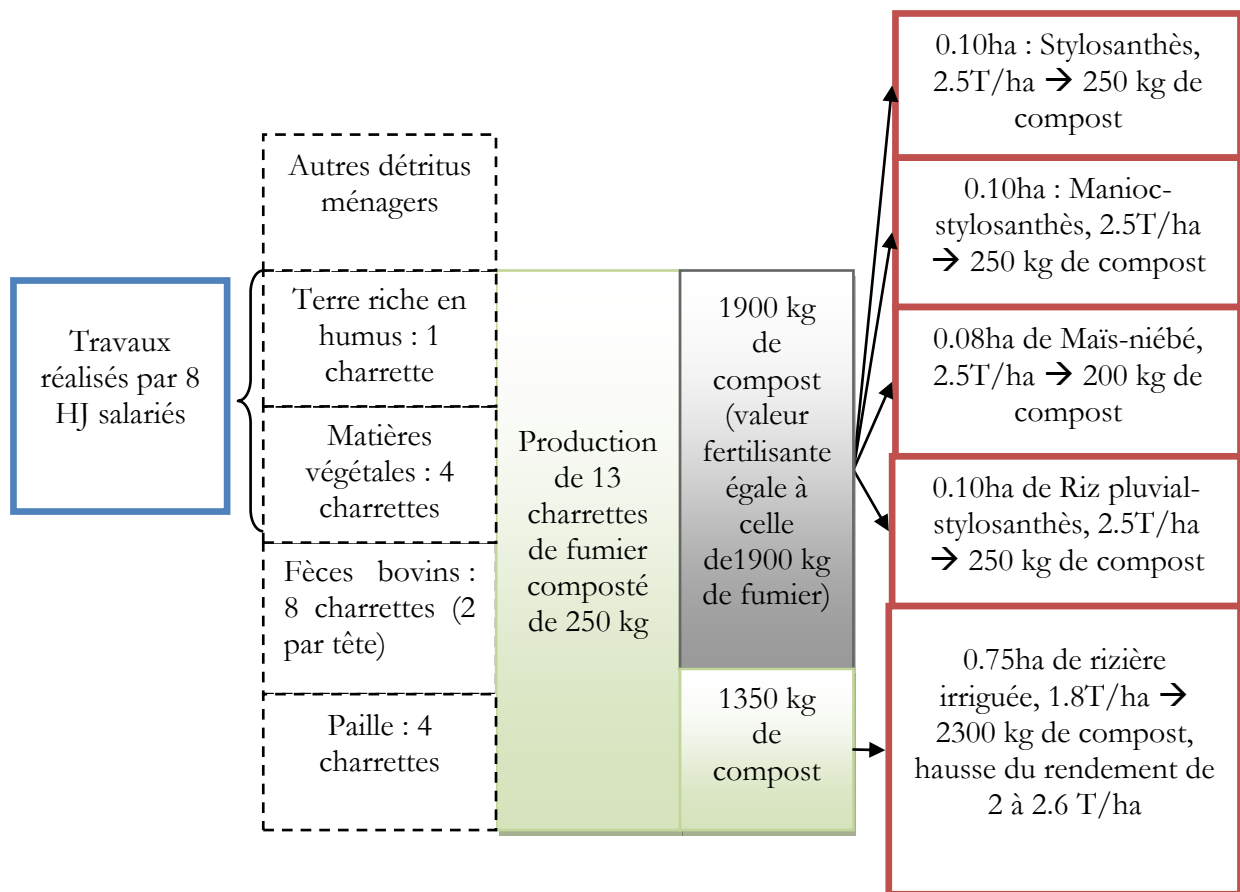 Travaux
réalisés par 8
HJ salariés
Autres détritus
ménagers
Terre riche en
humus : 1
charrette
Matières
végétales : 4
charrettes
Fèces bovins :
8 charrettes (2
par tête)
Paille : 4
charrettes
Production
de 13
charrettes
de fumier
composté
de 250 kg
1900 kg
de
compost
(valeur
fertilisante
égale à
celle
de1900 kg
de fumier)
1350 kg
de
compost
0.10ha : Stylosanthès,
2.5T/ha → 250 kg de
compost
0.10ha : Manioc-
stylosanthès, 2.5T/ha
→ 250 kg de compost
0.08ha de Maïs-niébé,
2.5T/ha → 200 kg de
compost
0.10ha de Riz pluvial-
stylosanthès, 2.5T/ha
→ 250 kg de compost
0.75ha de rizière
irriguée, 1.8T/ha →
2300 kg de compost,
hausse du rendement de
2 à 2.6 T/ha